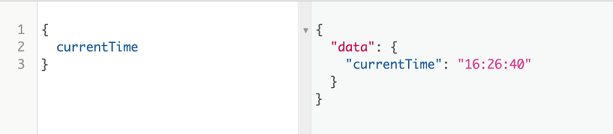 1 {
2   currentTime
3 }
{
  "data": {
    "currentTime": "16:26:40"
  }
}